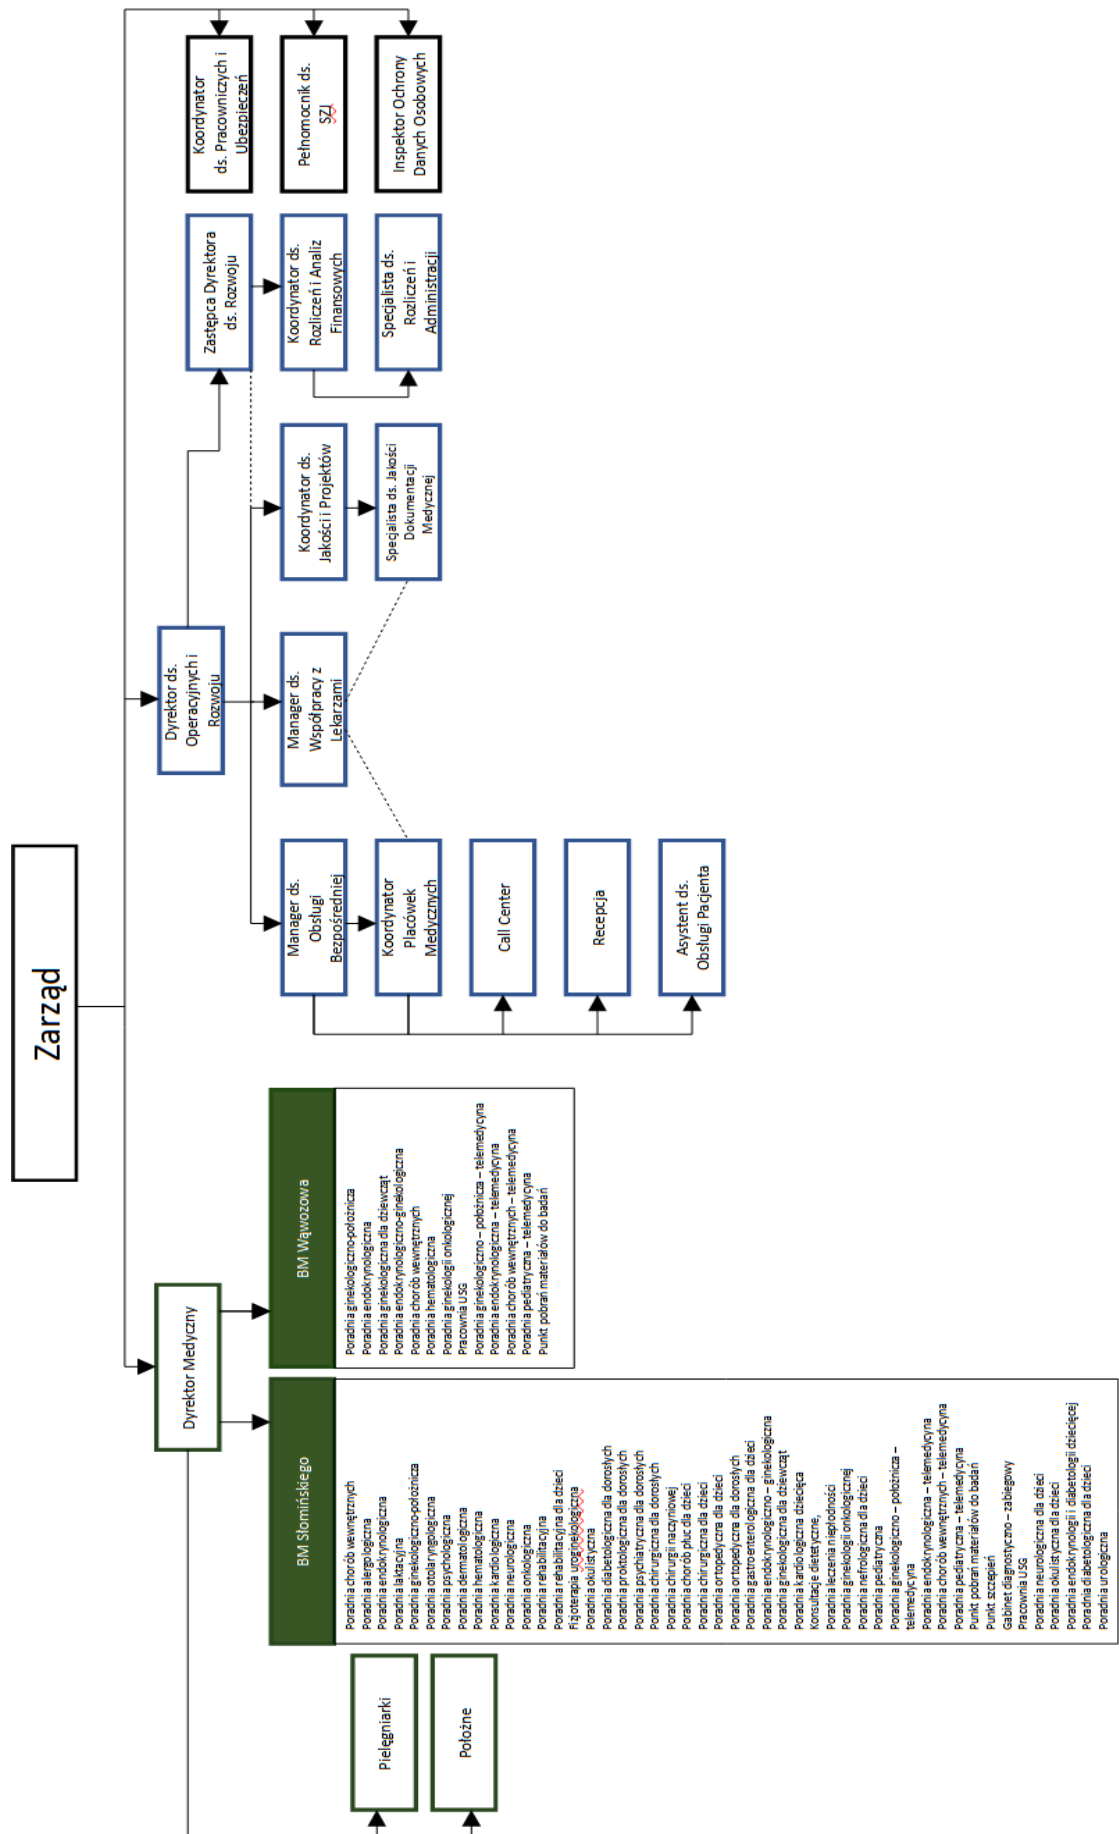 Zarząd
Dyrektor Medyczny
Dyrektor ds.
Operacyjnych i
Rozwoju
Koordynator
ds. Pracowniczych i
Ubezpieczeń
Pełnomocnik ds.
SZJ
Inspektor Ochrony
Danych Osobowych
Zastępca Dyrektora
ds. Rozwoju
Koordynator ds.
Rozliczeń i Analiz
Finansowych
Specjalista ds.
Rozliczeń i
Administracji
Koordynator ds.
Jakości i Projektów
Specjalista ds. Jakości
Dokumentacji
Medycznej
Manager ds.
Współpracy z
Lekarzami
Manager ds.
Obsługi
Bezpośredniej
Koordynator
Placówek
Medycznych
Call Center
Recepcja
Asystent ds.
Obsługi Pacjenta
BM Wąwozowa
Poradnia ginekologiczno-położnicza
Poradnia endokrynologiczna
Poradnia ginekologiczna dla dziewcząt
Poradnia endokrynologiczno-ginekologiczna
Poradnia chorób wewnętrznych
Poradnia hematologiczna
Poradnia ginekologii onkologicznej
Pracownia USG
Poradnia ginekologiczno – położnicza – telemedycyna
Poradnia endokrynologiczna – telemedycyna
Poradnia chorób wewnętrznych – telemedycyna
Poradnia pediatryczna – telemedycyna
Punkt pobrań materiałów do badań
BM Słomińskiego
Poradnia chorób wewnętrznych
Poradnia alergologiczna
Poradnia endokrynologiczna
Poradnia laktacyjna
Poradnia ginekologiczno-położnicza
Poradnia otolaryngologiczna
Poradnia psychologiczna
Poradnia dermatologiczna
Poradnia hematologiczna
Poradnia kardiologiczna
Poradnia neurologiczna
Poradnia onkologiczna
Poradnia rehabilitacyjna
Poradnia rehabilitacyjna dla dzieci
Fizjoterapia uroginekologiczna
Poradnia okulistyczna
Poradnia diabetologiczna dla dorosłych
Poradnia proktologiczna dla dorosłych
Poradnia psychiatryczna dla dorosłych
Poradnia chirurgiczna dla dorosłych
Poradnia chirurgii naczyniowej
Poradnia chorób płuc dla dzieci
Poradnia chirurgiczna dla dzieci
Poradnia ortopedyczna dla dzieci
Poradnia ortopedyczna dla dorosłych
Poradnia gastroenterologiczna dla dzieci
Poradnia endokrynologiczno – ginekologiczna
Poradnia ginekologiczna dla dziewcząt
Poradnia kardiologiczna dziecięca
Konsultacje dietetyczne,
Poradnia leczenia niepłodności
Poradnia ginekologii onkologicznej
Poradnia nefrologiczna dla dzieci
Poradnia pediatryczna
Poradnia ginekologiczno – położnicza –
telemedycyna
Poradnia endokrynologiczna – telemedycyna
Poradnia chorób wewnętrznych – telemedycyna
Poradnia pediatryczna – telemedycyna
Punkt pobrań materiałów do badań
Punkt szczepień
Gabinet diagnostyczno – zabiegowy
Pracownia USG
Poradnia neurologiczna dla dzieci
Poradnia okulistyczna dla dzieci
Poradnia endokrynologii i diabetologii dziecięcej
Poradnia diabetologiczna dla dzieci
Poradnia urologiczna
Pielęgniarki
Położne